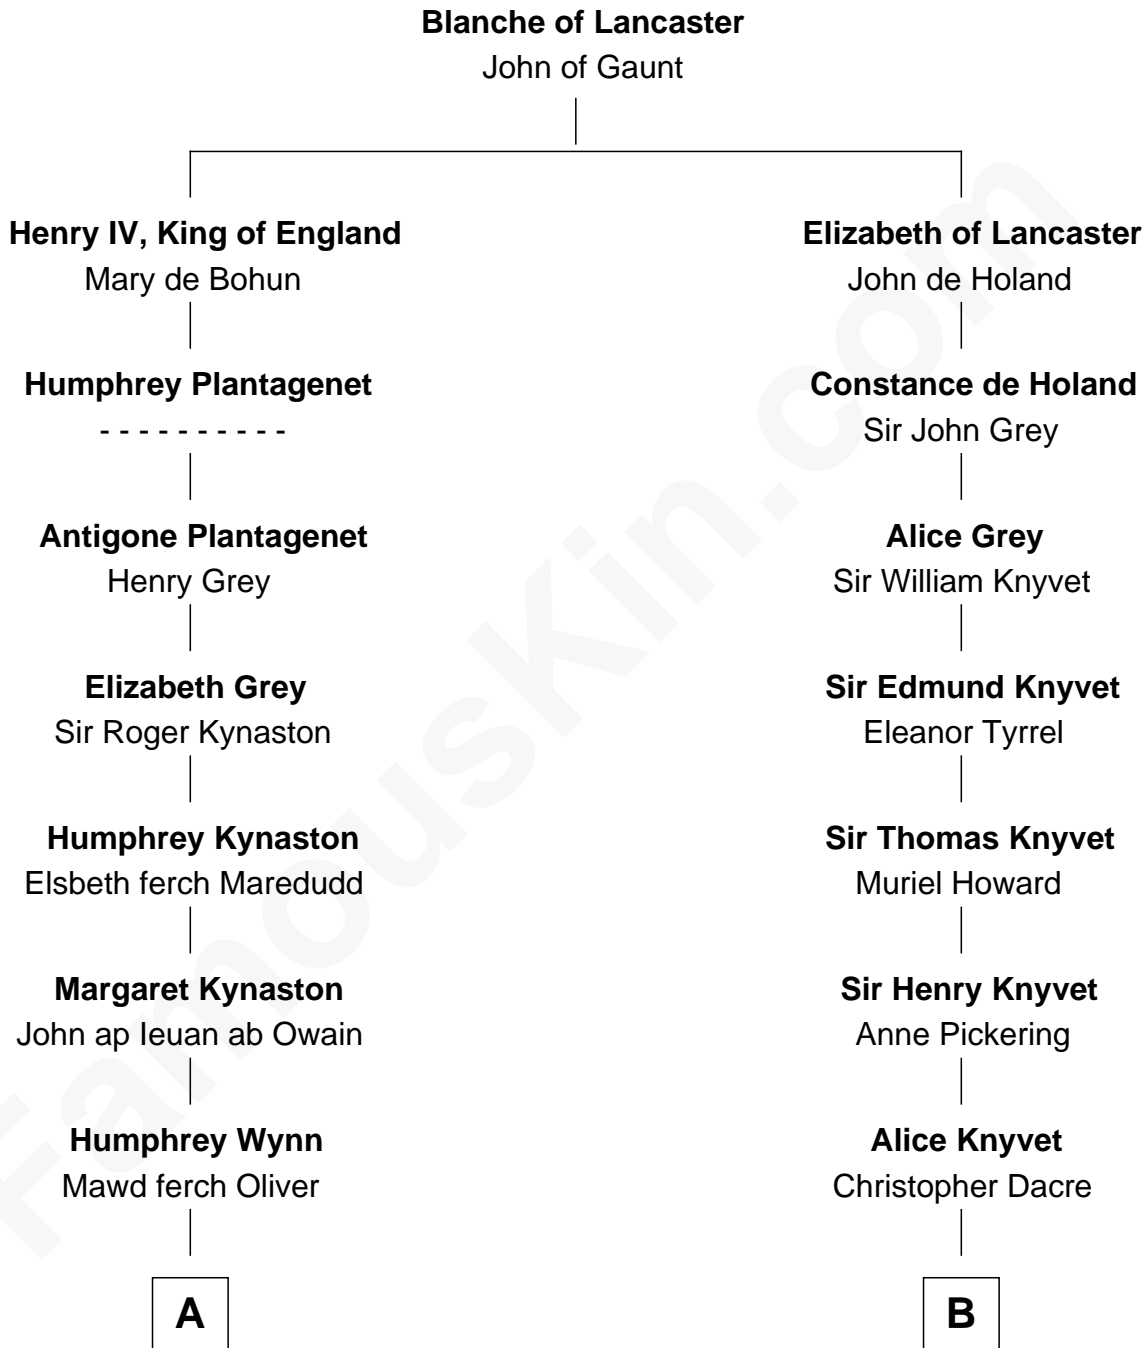 Blanche of Lancaster
John of Gaunt
Henry IV, King of England
Mary de Bohun
Elizabeth of Lancaster
John de Holand
Humphrey Plantagenet
- - - - - - - - - -
Constance de Holand
Sir John Grey
Antigone Plantagenet
Henry Grey
Alice Grey
Sir William Knyvet
Elizabeth Grey
Sir Roger Kynaston
Sir Edmund Knyvet
Eleanor Tyrrel
Humphrey Kynaston
Elsbeth ferch Maredudd
Sir Thomas Knyvet
Muriel Howard
Margaret Kynaston
John ap Ieuan ab Owain
Sir Henry Knyvet
Anne Pickering
Humphrey Wynn
Mawd ferch Oliver
Alice Knyvet
Christopher Dacre
A
B
FamousKin.com